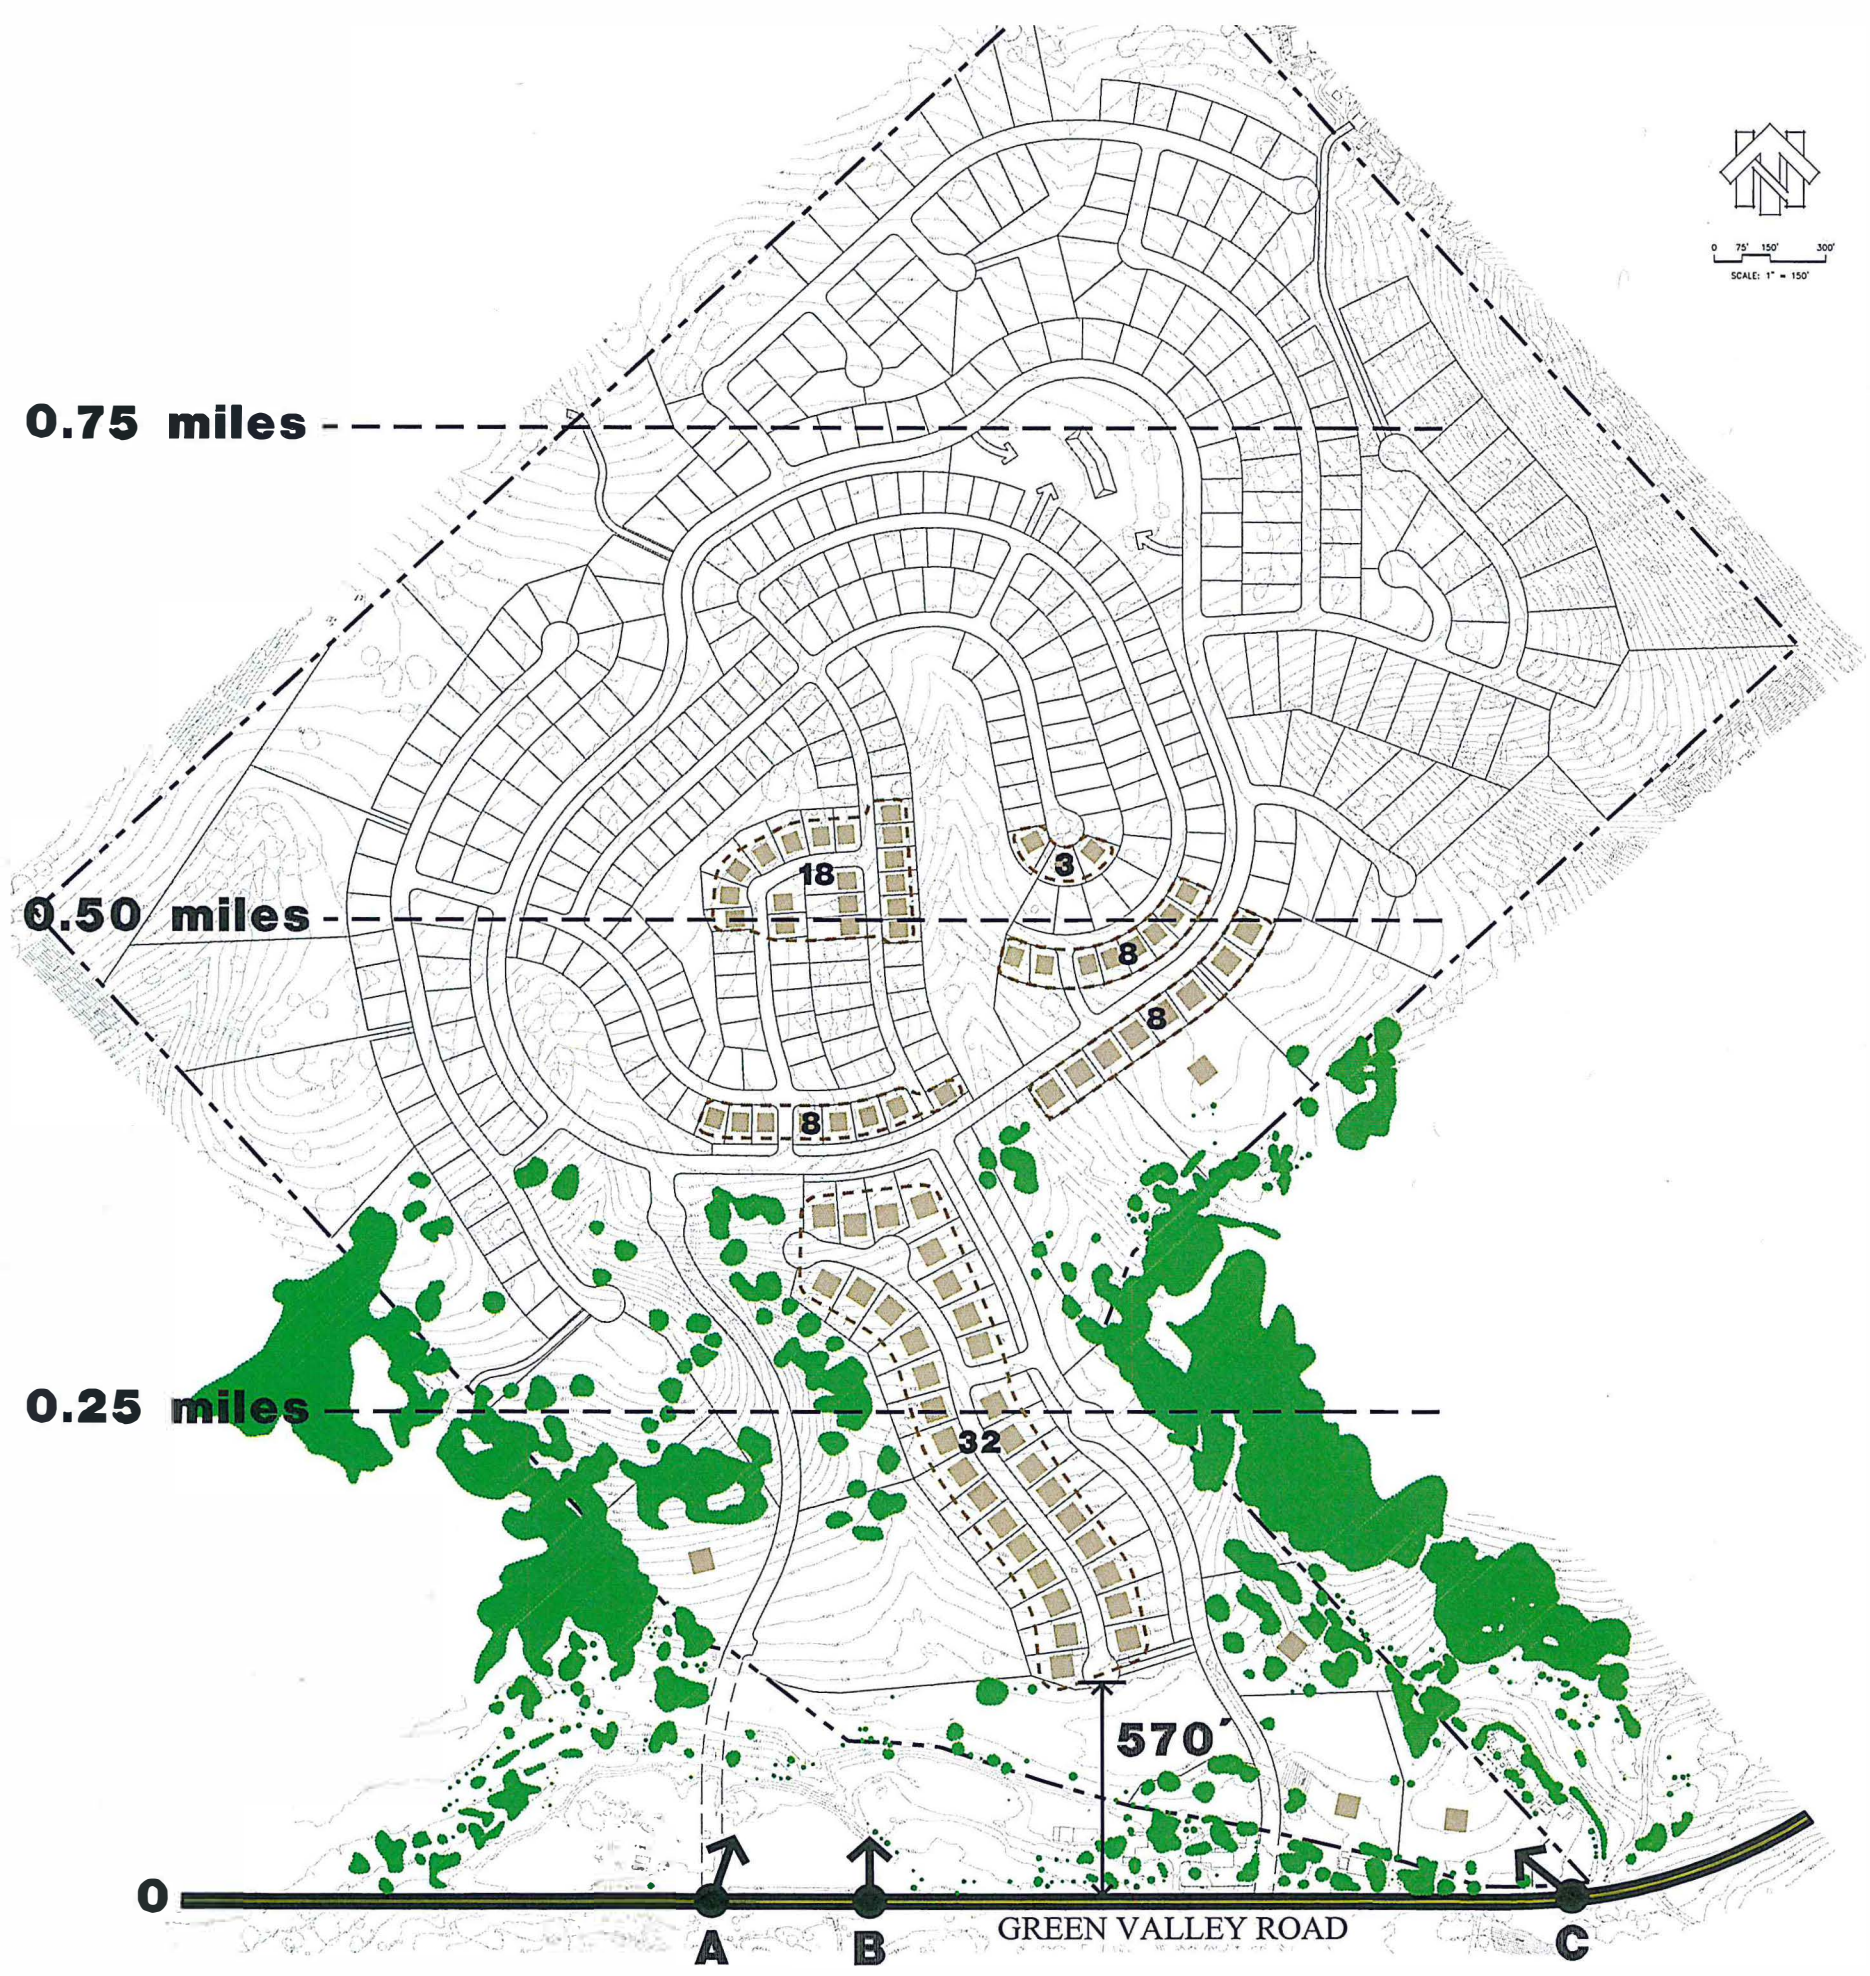 N
0 75' 150' 300'
SCALE: 1" = 150'
0.75 miles
18
3
0.50 miles
8
8
8
0.25 miles
32
570'
0
GREEN VALLEY ROAD
A B C